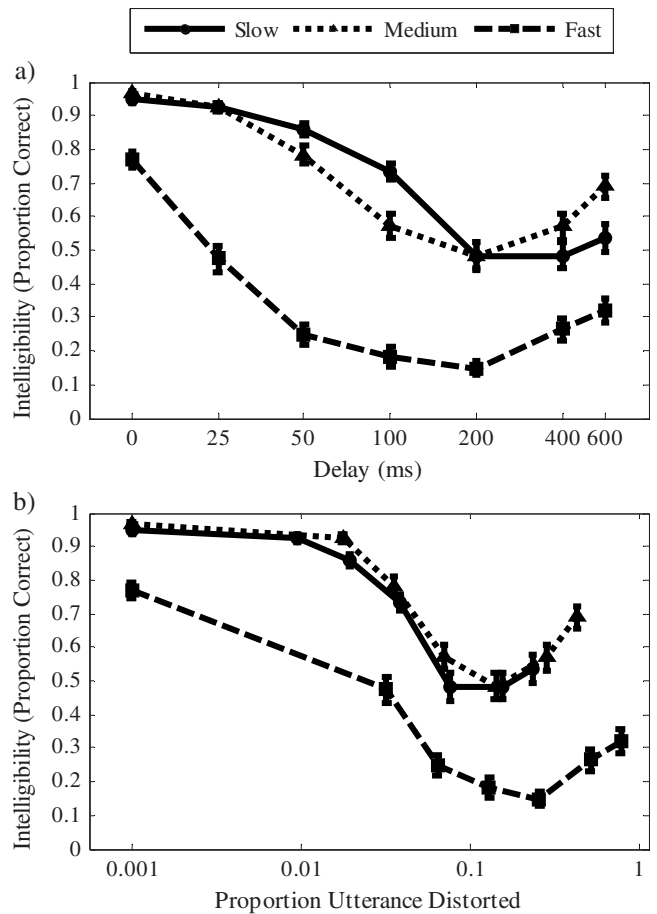 Slow Medium Fast
a)
1
0.9
0.8
0.7
0.6
0.5
0.4
0.3
0.2
0.1
0
Intelligibility (Proportion Correct)
0 25 50 100 200 400 600
Delay (ms)
b)
1
0.9
0.8
0.7
0.6
0.5
0.4
0.3
0.2
0.1
0
Intelligibility (Proportion Correct)
0.001 0.01 0.1 1
Proportion Utterance Distorted